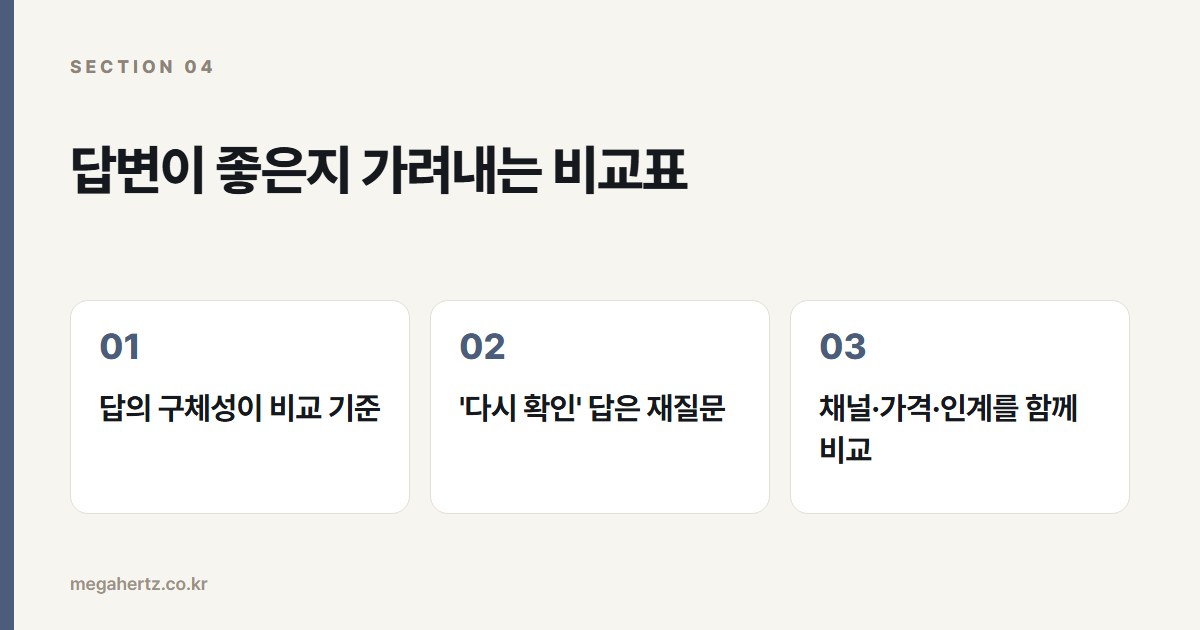 SECTION 04
답변이 좋은지 가려내는 비교표
01
답의 구체성이 비교 기준
02
'다시 확인' 답은 재질문
03
채널·가격·인계를 함께
비교
megahertz.co.kr